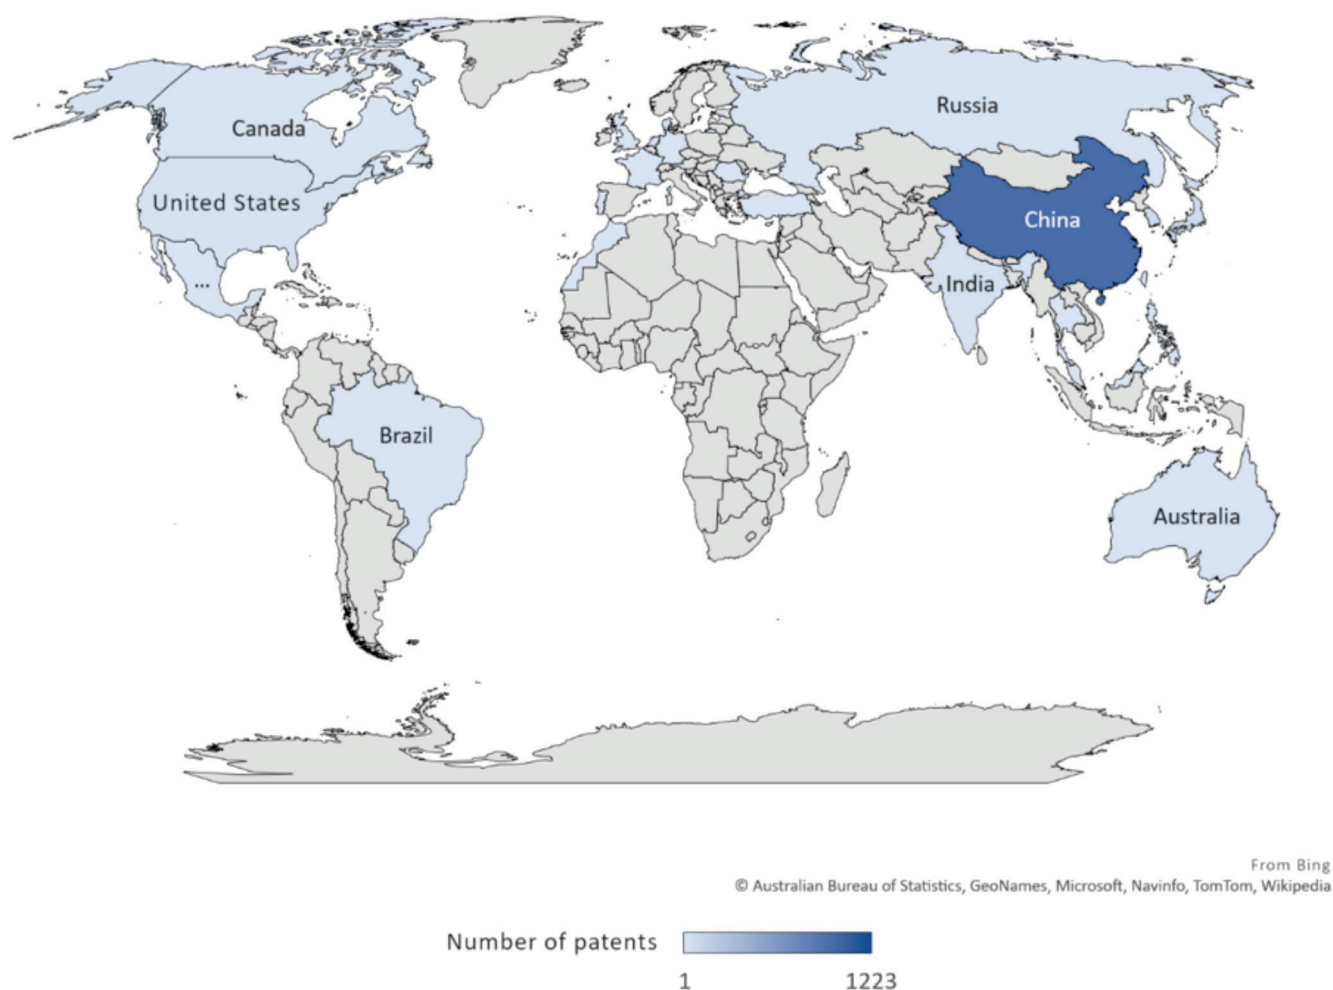 Canada
Russia
United States
China
...
India
Brazil
Australia
From Bing
© Australian Bureau of Statistics, GeoNames, Microsoft, Navinfo, TomTom, Wikipedia
Number of patents
1 1223